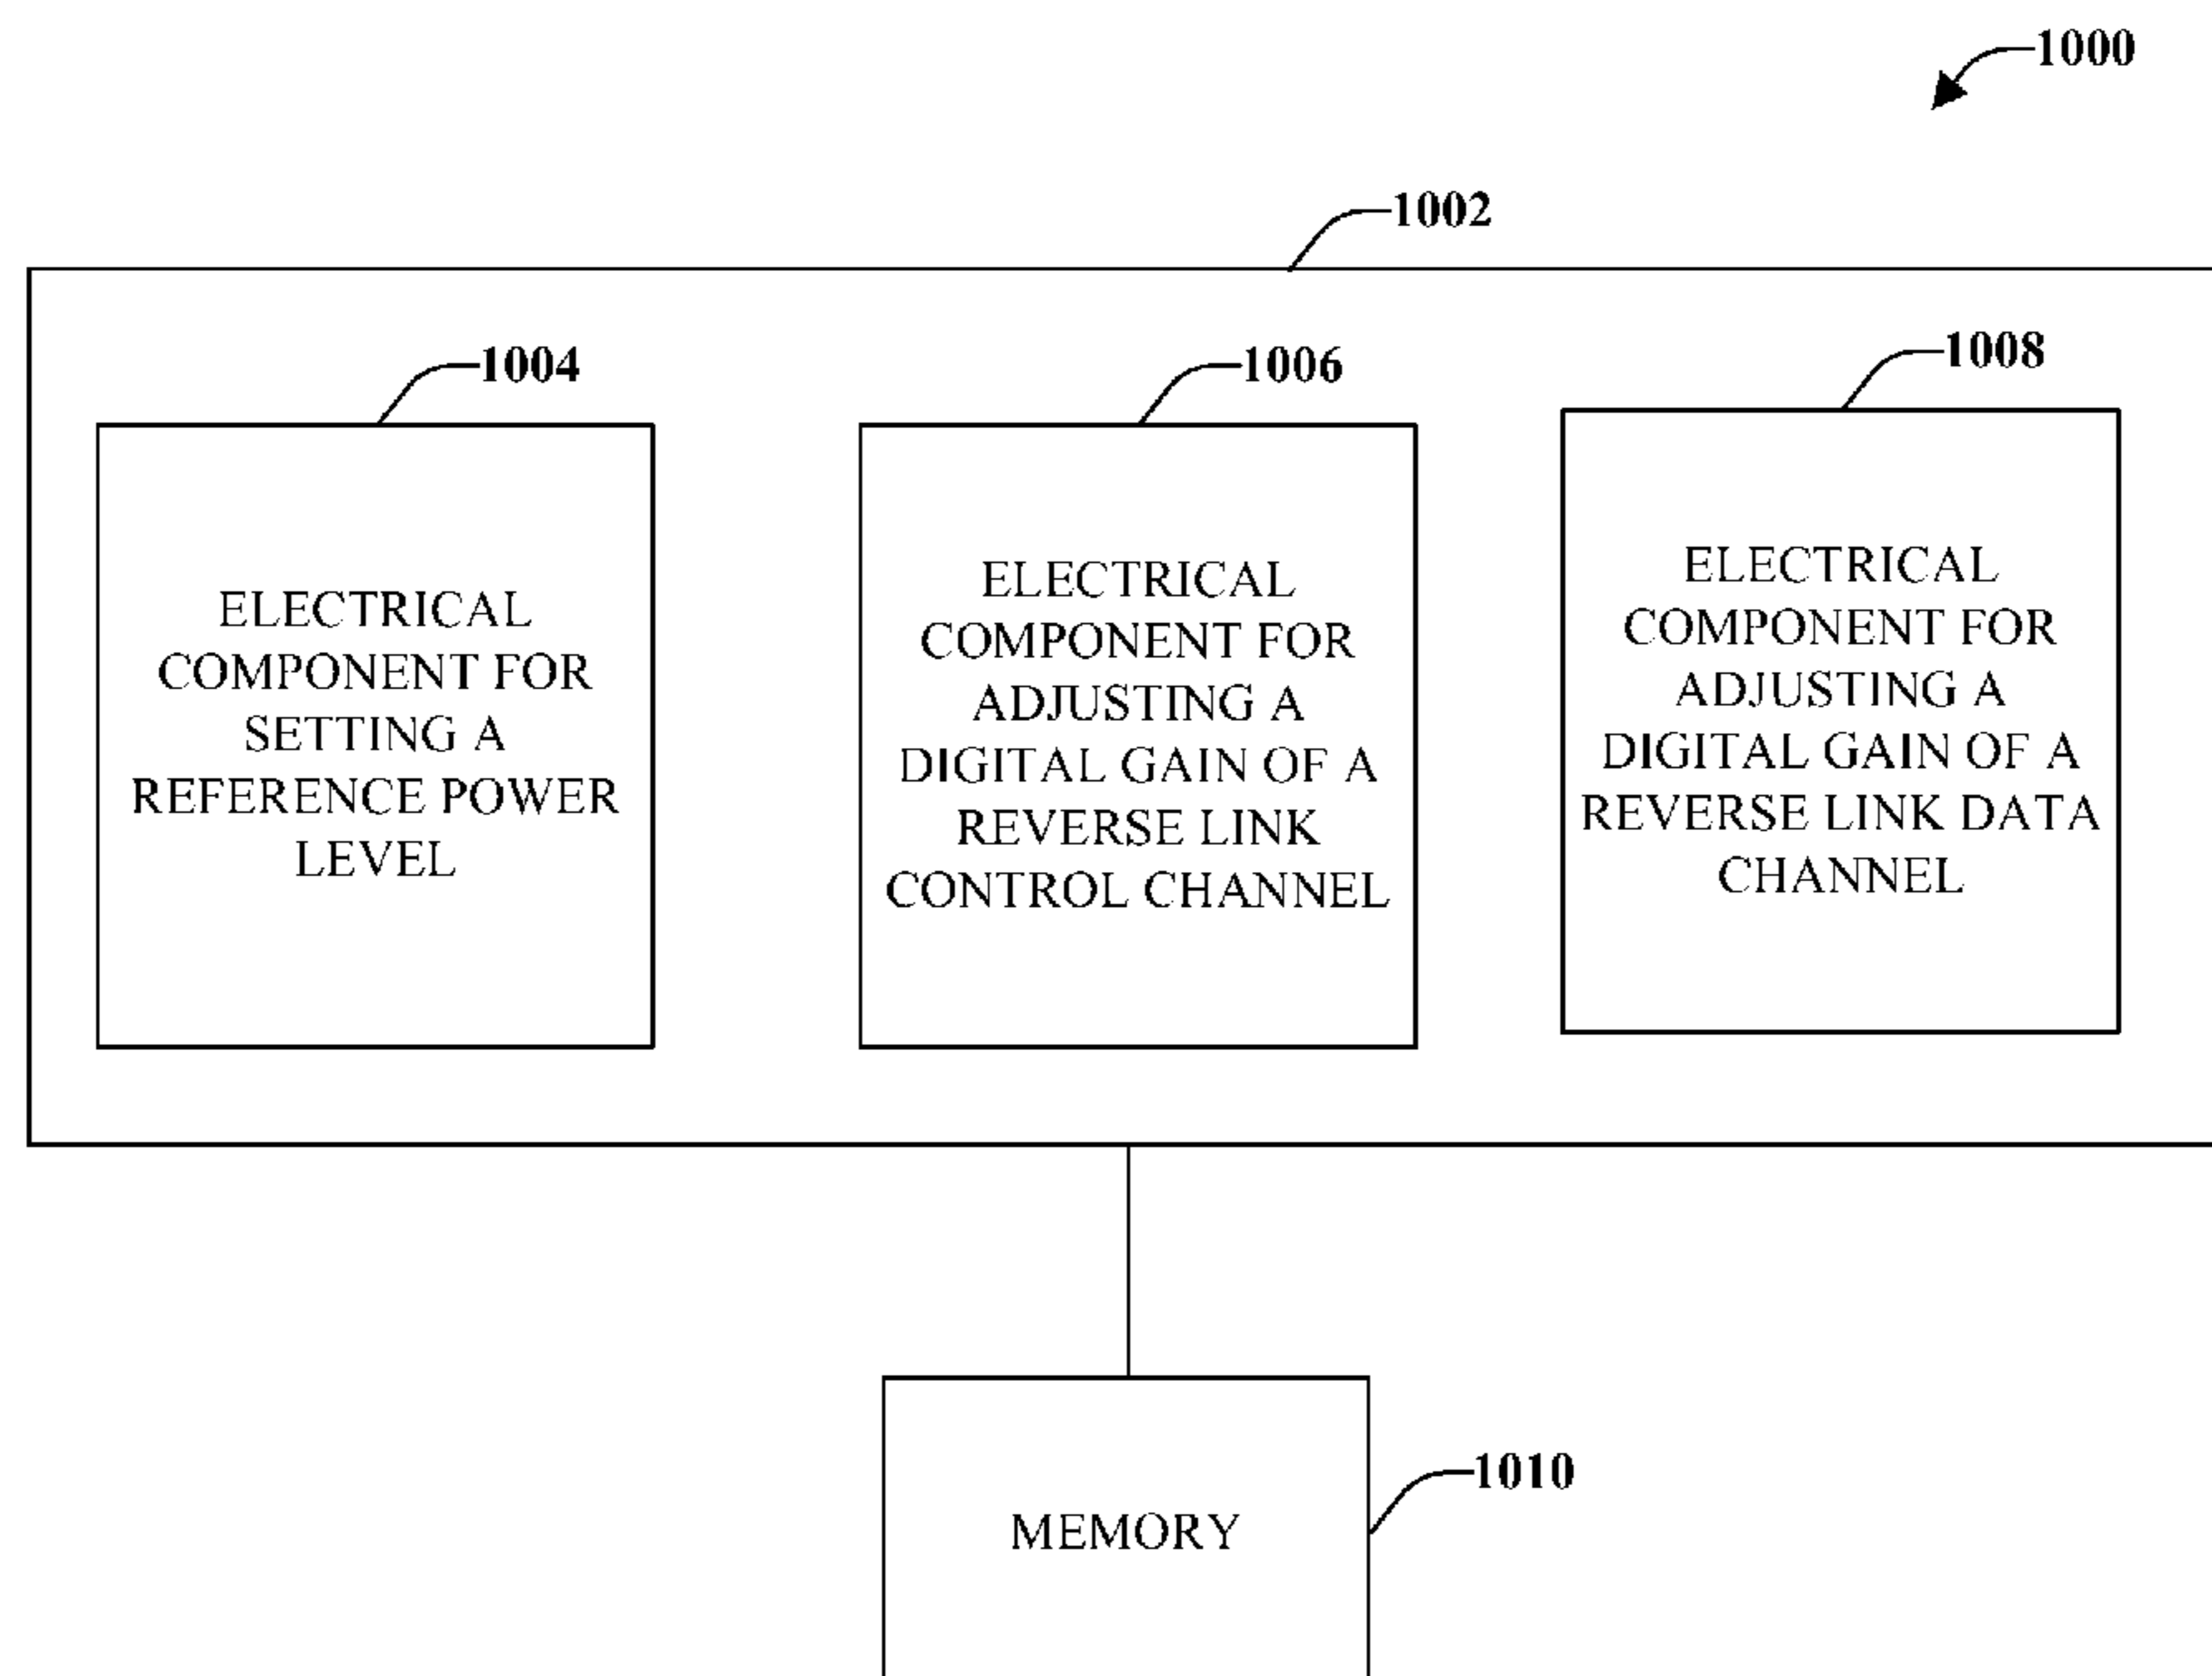 1000
1002
1004
1006
1008
ELECTRICAL
COMPONENT FOR
SETTING A
REFERENCE POWER
LEVEL
ELECTRICAL
COMPONENT FOR
ADJUSTING A
DIGITAL GAIN OF A
REVERSE LINK
CONTROL CHANNEL
ELECTRICAL
COMPONENT FOR
ADJUSTING A
DIGITAL GAIN OF A
REVERSE LINK DATA
CHANNEL
1010
MEMORY